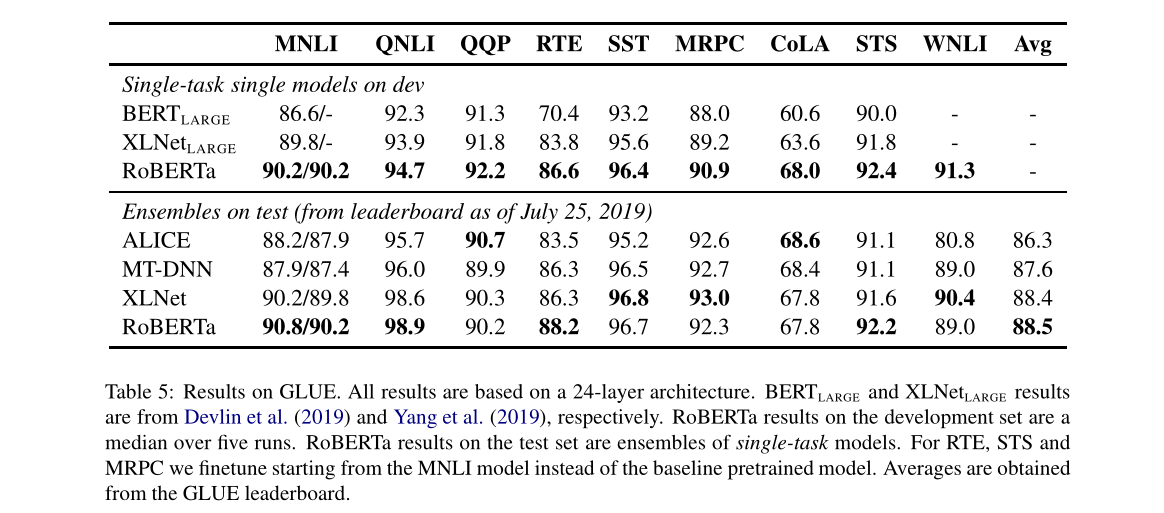 MNLI QNLI QQP RTE SST MRPC CoLA STS WNLI Avg
Single-task single models on dev
BERTLARGE 86.6/- 92.3 91.3 70.4 93.2 88.0 60.6 90.0 - -
XLNetLARGE 89.8/- 93.9 91.8 83.8 95.6 89.2 63.6 91.8 - -
RoBERTa 90.2/90.2 94.7 92.2 86.6 96.4 90.9 68.0 92.4 91.3 -
Ensembles on test (from leaderboard as of July 25, 2019)
ALICE 88.2/87.9 95.7 90.7 83.5 95.2 92.6 68.6 91.1 80.8 86.3
MT-DNN 87.9/87.4 96.0 89.9 86.3 96.5 92.7 68.4 91.1 89.0 87.6
XLNet 90.2/89.8 98.6 90.3 86.3 96.8 93.0 67.8 91.6 90.4 88.4
RoBERTa 90.8/90.2 98.9 90.2 88.2 96.7 92.3 67.8 92.2 89.0 88.5
Table 5: Results on GLUE. All results are based on a 24-layer architecture. BERTLARGE and XLNetLARGE results
are from Devlin et al. (2019) and Yang et al. (2019), respectively. RoBERTa results on the development set are a
median over five runs. RoBERTa results on the test set are ensembles of single-task models. For RTE, STS and
MRPC we finetune starting from the MNLI model instead of the baseline pretrained model. Averages are obtained
from the GLUE leaderboard.